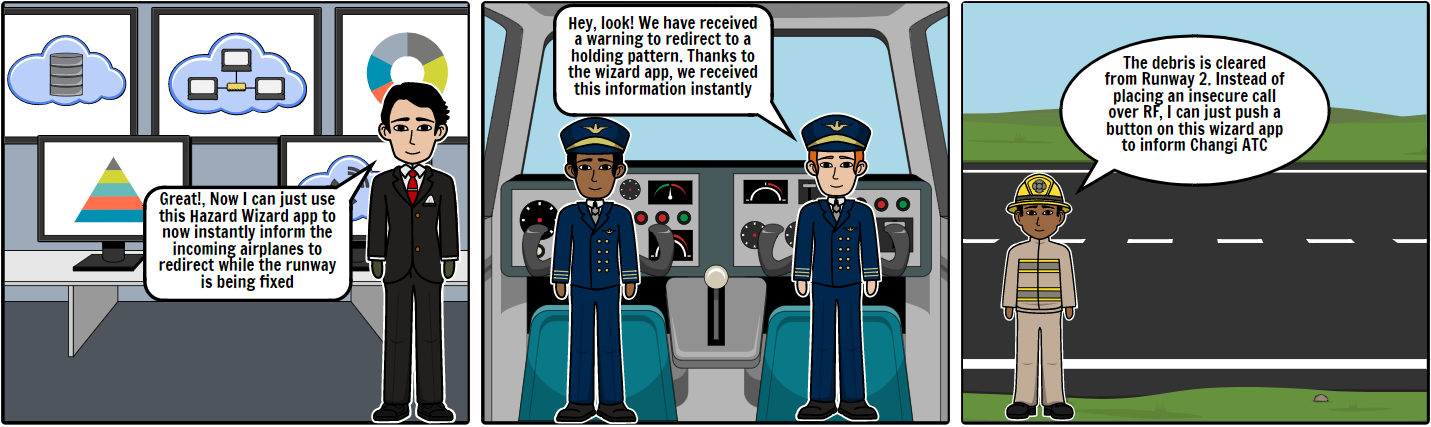 Great!, Now I can just use
this Hazard Wizard app to
now instantly inform the
incoming airplanes to
redirect while the runway
is being fixed
Hey, look! We have received
a warning to redirect to a
holding pattern. Thanks to
the wizard app, we received
this information instantly
The debris is cleared
from Runway 2. Instead of
placing an insecure call
over RF, I can just push a
button on this wizard app
to inform Changi ATC